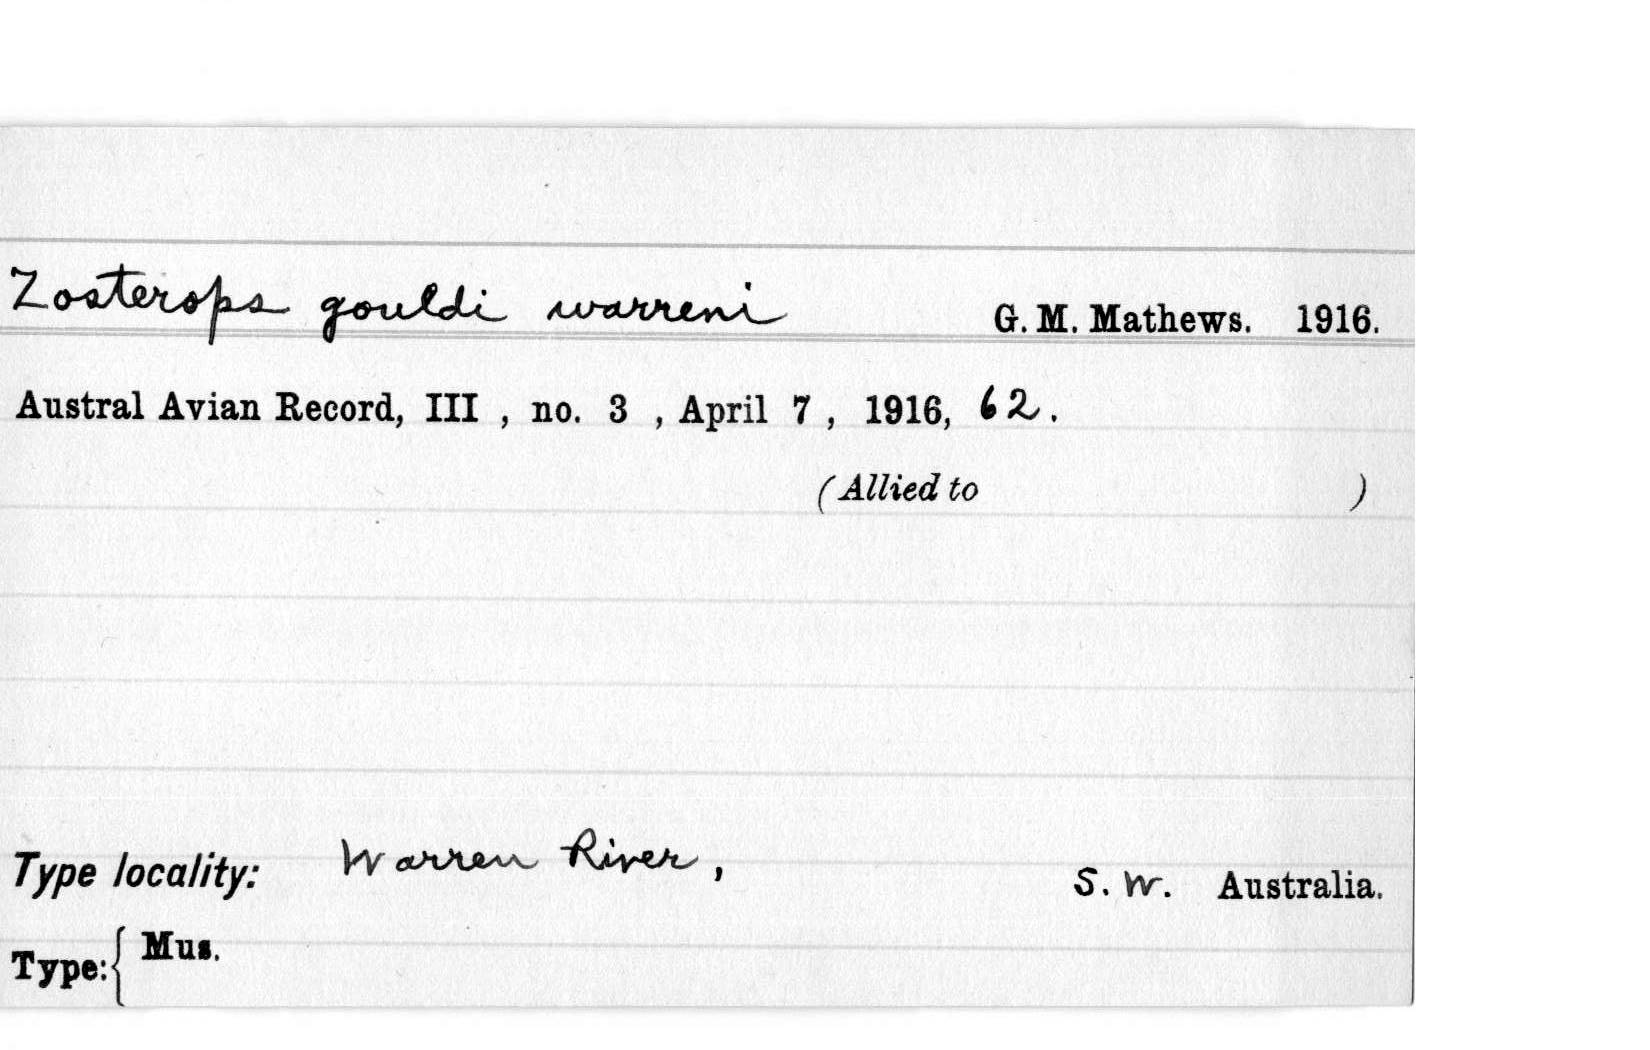 Zosterops gouldi warreni G. M. Mathews. 1916.
Austral Avian Record, III , no. 3 , April 7 , 1916, 62.
(Allied to )
Type locality: Warren River, S. W. Australia.
Type: { Mus.